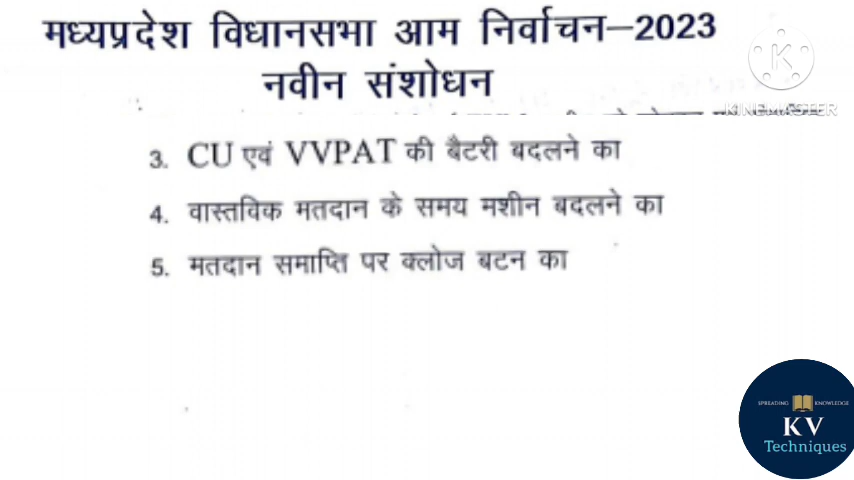 मध्यप्रदेश विधानसभा आम निर्वाचन–2023
नवीन संशोधन
KINEMASTER
3. CU एवं VVPAT की बैटरी बदलने का
4. वास्तविक मतदान के समय मशीन बदलने का
5. मतदान समाप्ति पर क्लोज बटन का
SPREADING KNOWLEDGE
KV
Techniques